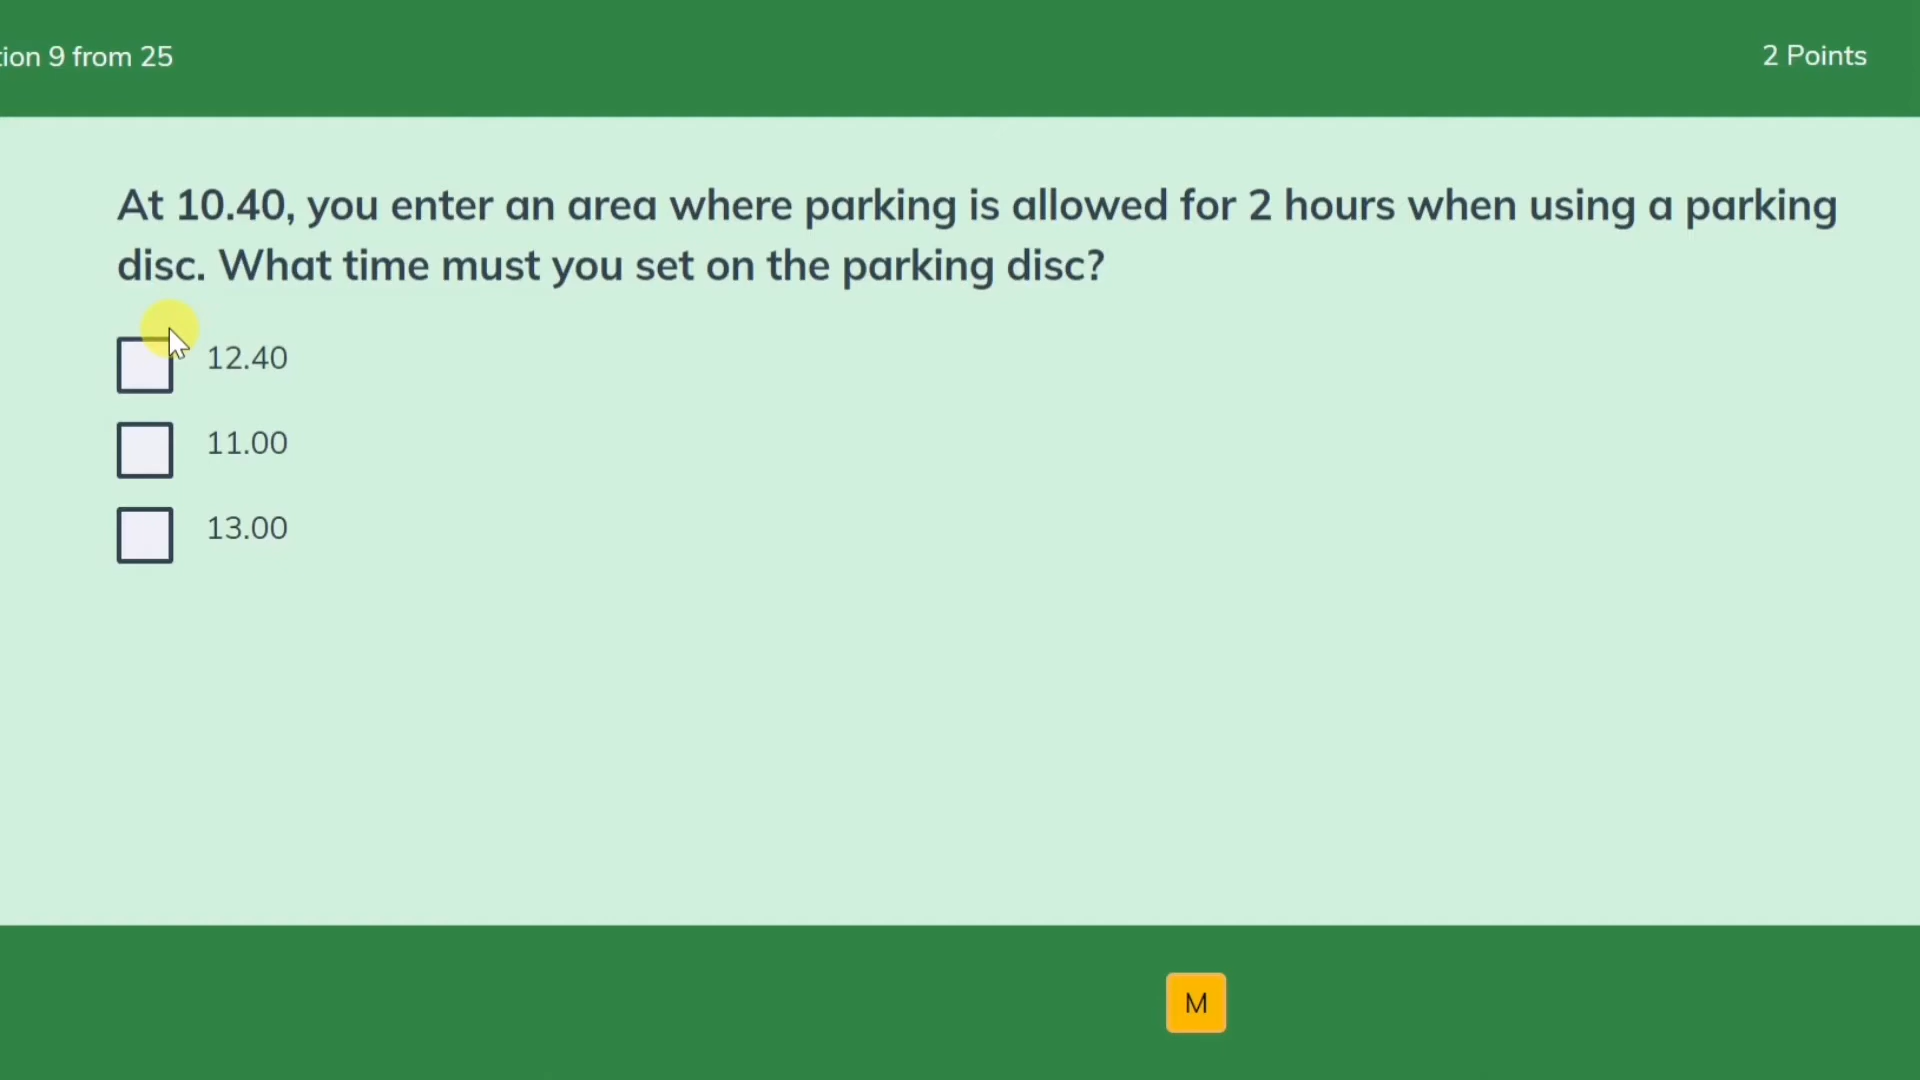 tion 9 from 25
2 Points
At 10.40, you enter an area where parking is allowed for 2 hours when using a parking
disc. What time must you set on the parking disc?
12.40
11.00
13.00
M